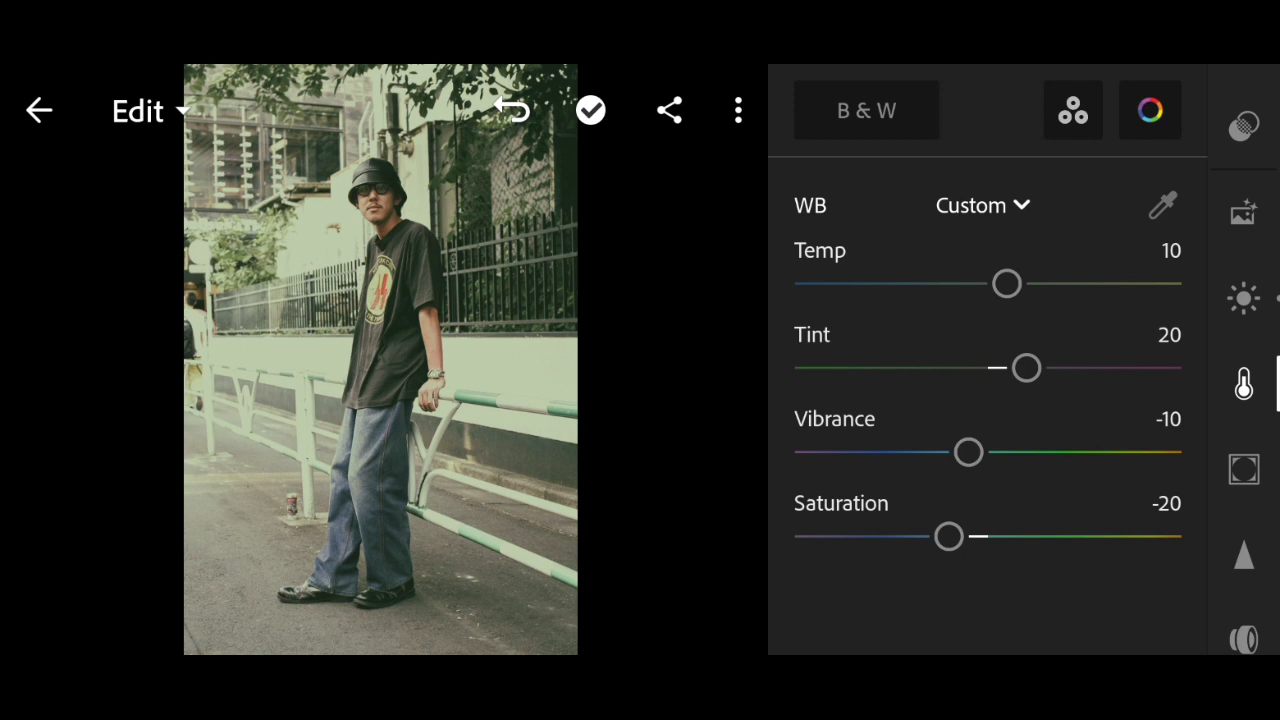 Edit
B & W
WB Custom
Temp 10
Tint 20
Vibrance -10
Saturation -20